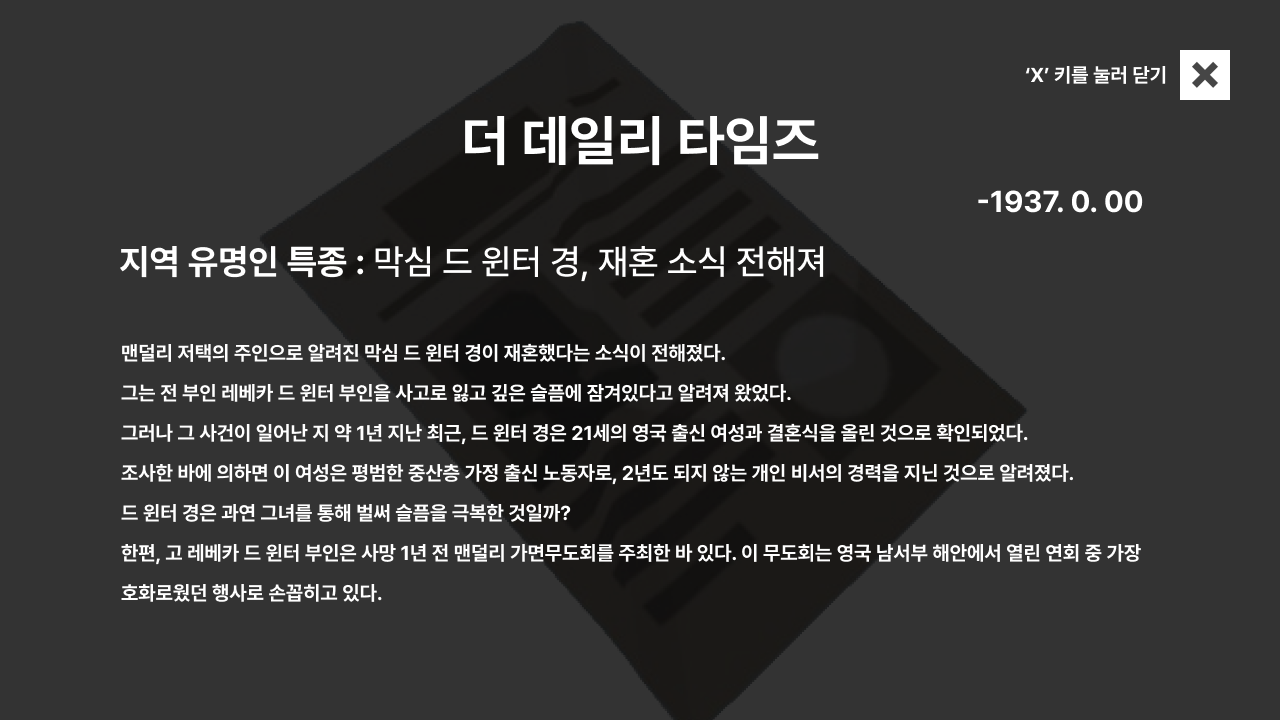 ‘X’ 키를 눌러 닫기
더 데일리 타임즈
-1937. 0. 00
지역 유명인 특종 : 막심 드 윈터 경, 재혼 소식 전해져
맨덜리 저택의 주인으로 알려진 막심 드 윈터 경이 재혼했다는 소식이 전해졌다.
그는 전 부인 레베카 드 윈터 부인을 사고로 잃고 깊은 슬픔에 잠겨있다고 알려져 왔었다.
그러나 그 사건이 일어난 지 약 1년 지난 최근, 드 윈터 경은 21세의 영국 출신 여성과 결혼식을 올린 것으로 확인되었다.
조사한 바에 의하면 이 여성은 평범한 중산층 가정 출신 노동자로, 2년도 되지 않는 개인 비서의 경력을 지닌 것으로 알려졌다.
드 윈터 경은 과연 그녀를 통해 벌써 슬픔을 극복한 것일까?
한편, 고 레베카 드 윈터 부인은 사망 1년 전 맨덜리 가면무도회를 주최한 바 있다. 이 무도회는 영국 남서부 해안에서 열린 연회 중 가장
호화로웠던 행사로 손꼽히고 있다.